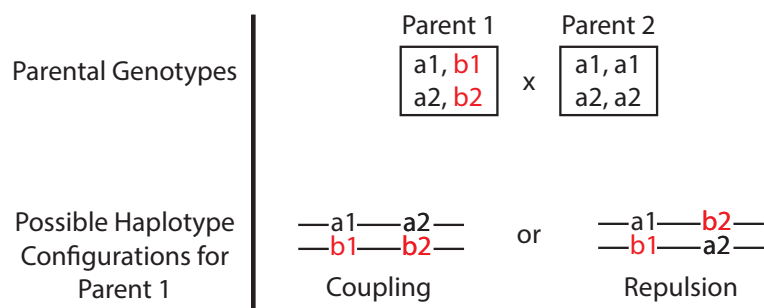 Parent 1 Parent 2
Parental Genotypes
a1, b1 x a1, a1
a2, b2 a2, a2
Possible Haplotype
Configurations for
Parent 1
a1 a2 or a1 b2
b1 b2 b1 a2
Coupling Repulsion